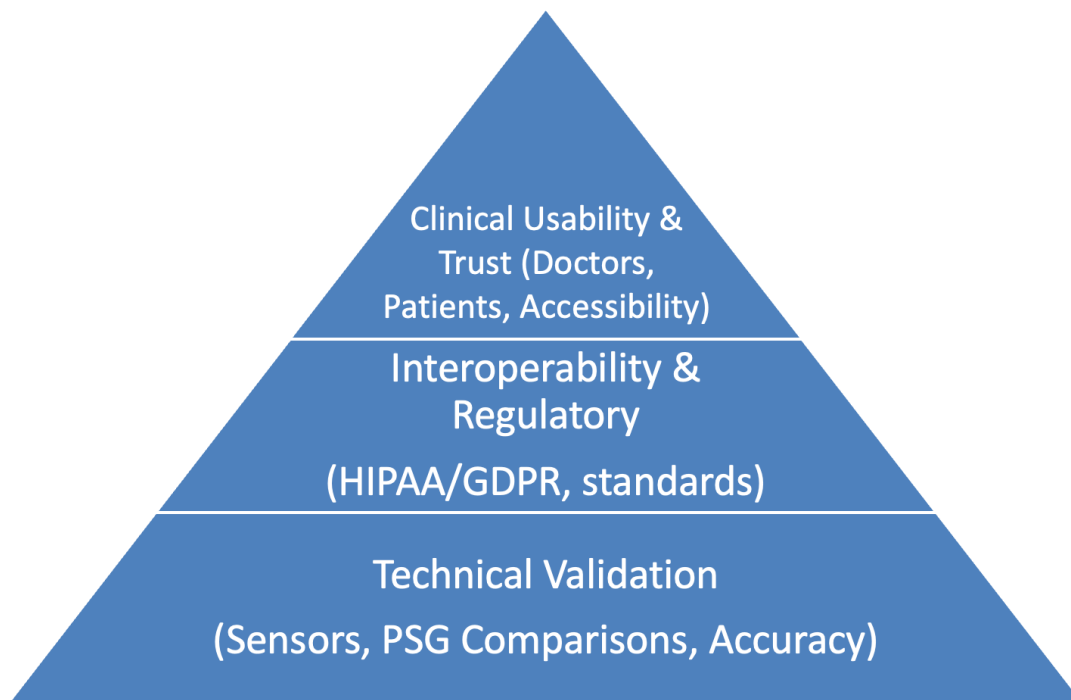 Clinical Usability &
Trust (Doctors,
Patients, Accessibility)
Interoperability &
Regulatory
(HIPAA/GDPR, standards)
Technical Validation
(Sensors, PSG Comparisons, Accuracy)